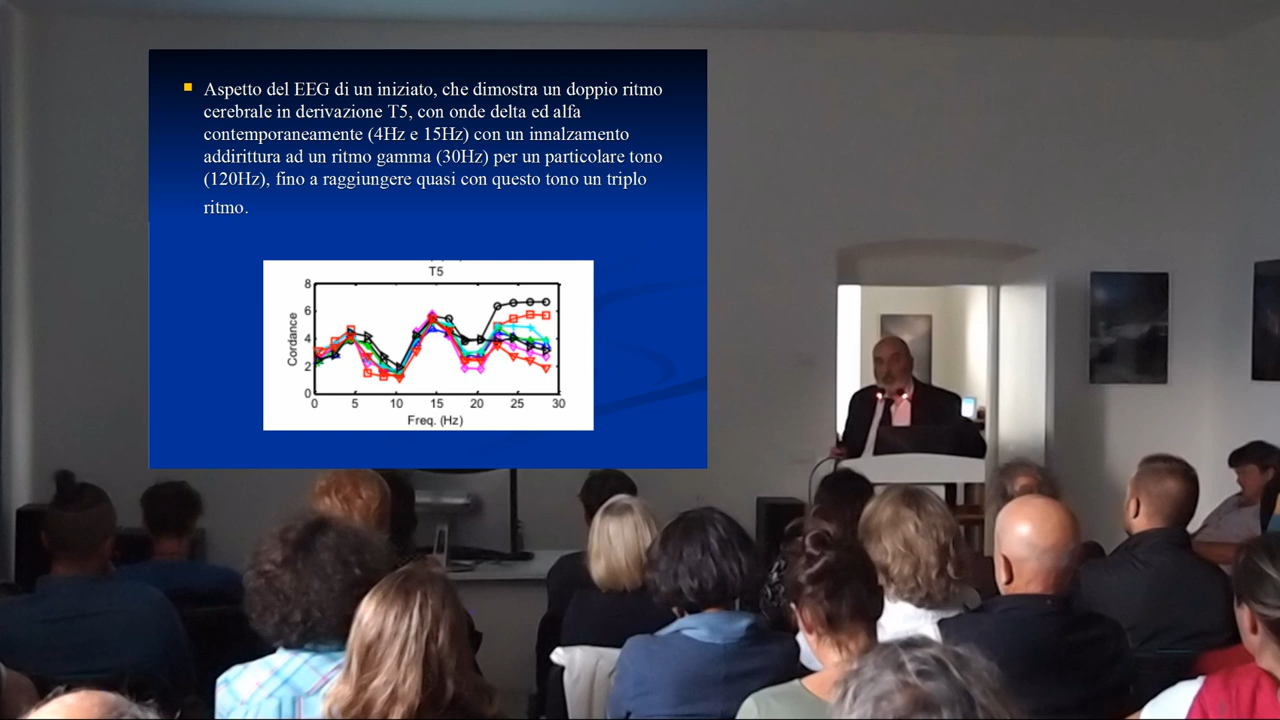 Aspetto del EEG di un iniziato, che dimostra un doppio ritmo
cerebrale in derivazione T5, con onde delta ed alfa
contemporaneamente (4Hz e 15Hz) con un innalzamento
addirittura ad un ritmo gamma (30Hz) per un particolare tono
(120Hz), fino a raggiungere quasi con questo tono un triplo
ritmo.
T5
Cordance
8
6
4
2
0
0 5 10 15 20 25 30
Freq. (Hz)